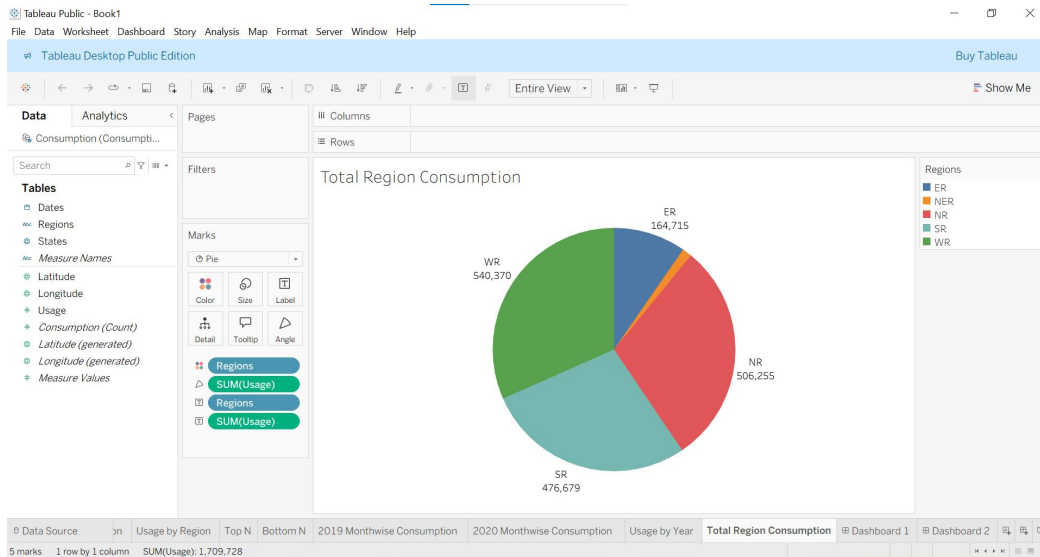 Tableau Public - Book1
File Data Worksheet Dashboard Story Analysis Map Format Server Window Help
Tableau Desktop Public Edition
Buy Tableau
Entire View
Show Me
Data
Analytics
Consumption (Consumpti...
Search
Tables
Dates
Abc Regions
States
Abc Measure Names
Latitude
Longitude
Usage
Consumption (Count)
Latitude (generated)
Longitude (generated)
Measure Values
Pages
Filters
Marks
Pie
Color
Size
Label
Detail
Tooltip
Angle
Regions
SUM(Usage)
Regions
SUM(Usage)
iii Columns
Rows
Total Region Consumption
ER
164,715
WR
540,370
NR
506,255
SR
476,679
Regions
ER
NER
NR
SR
WR
Data Source
on
Usage by Region
Top N
Bottom N
2019 Monthwise Consumption
2020 Monthwise Consumption
Usage by Year
Total Region Consumption
Dashboard 1
Dashboard 2
5 marks 1 row by 1 column SUM(Usage): 1,709,728